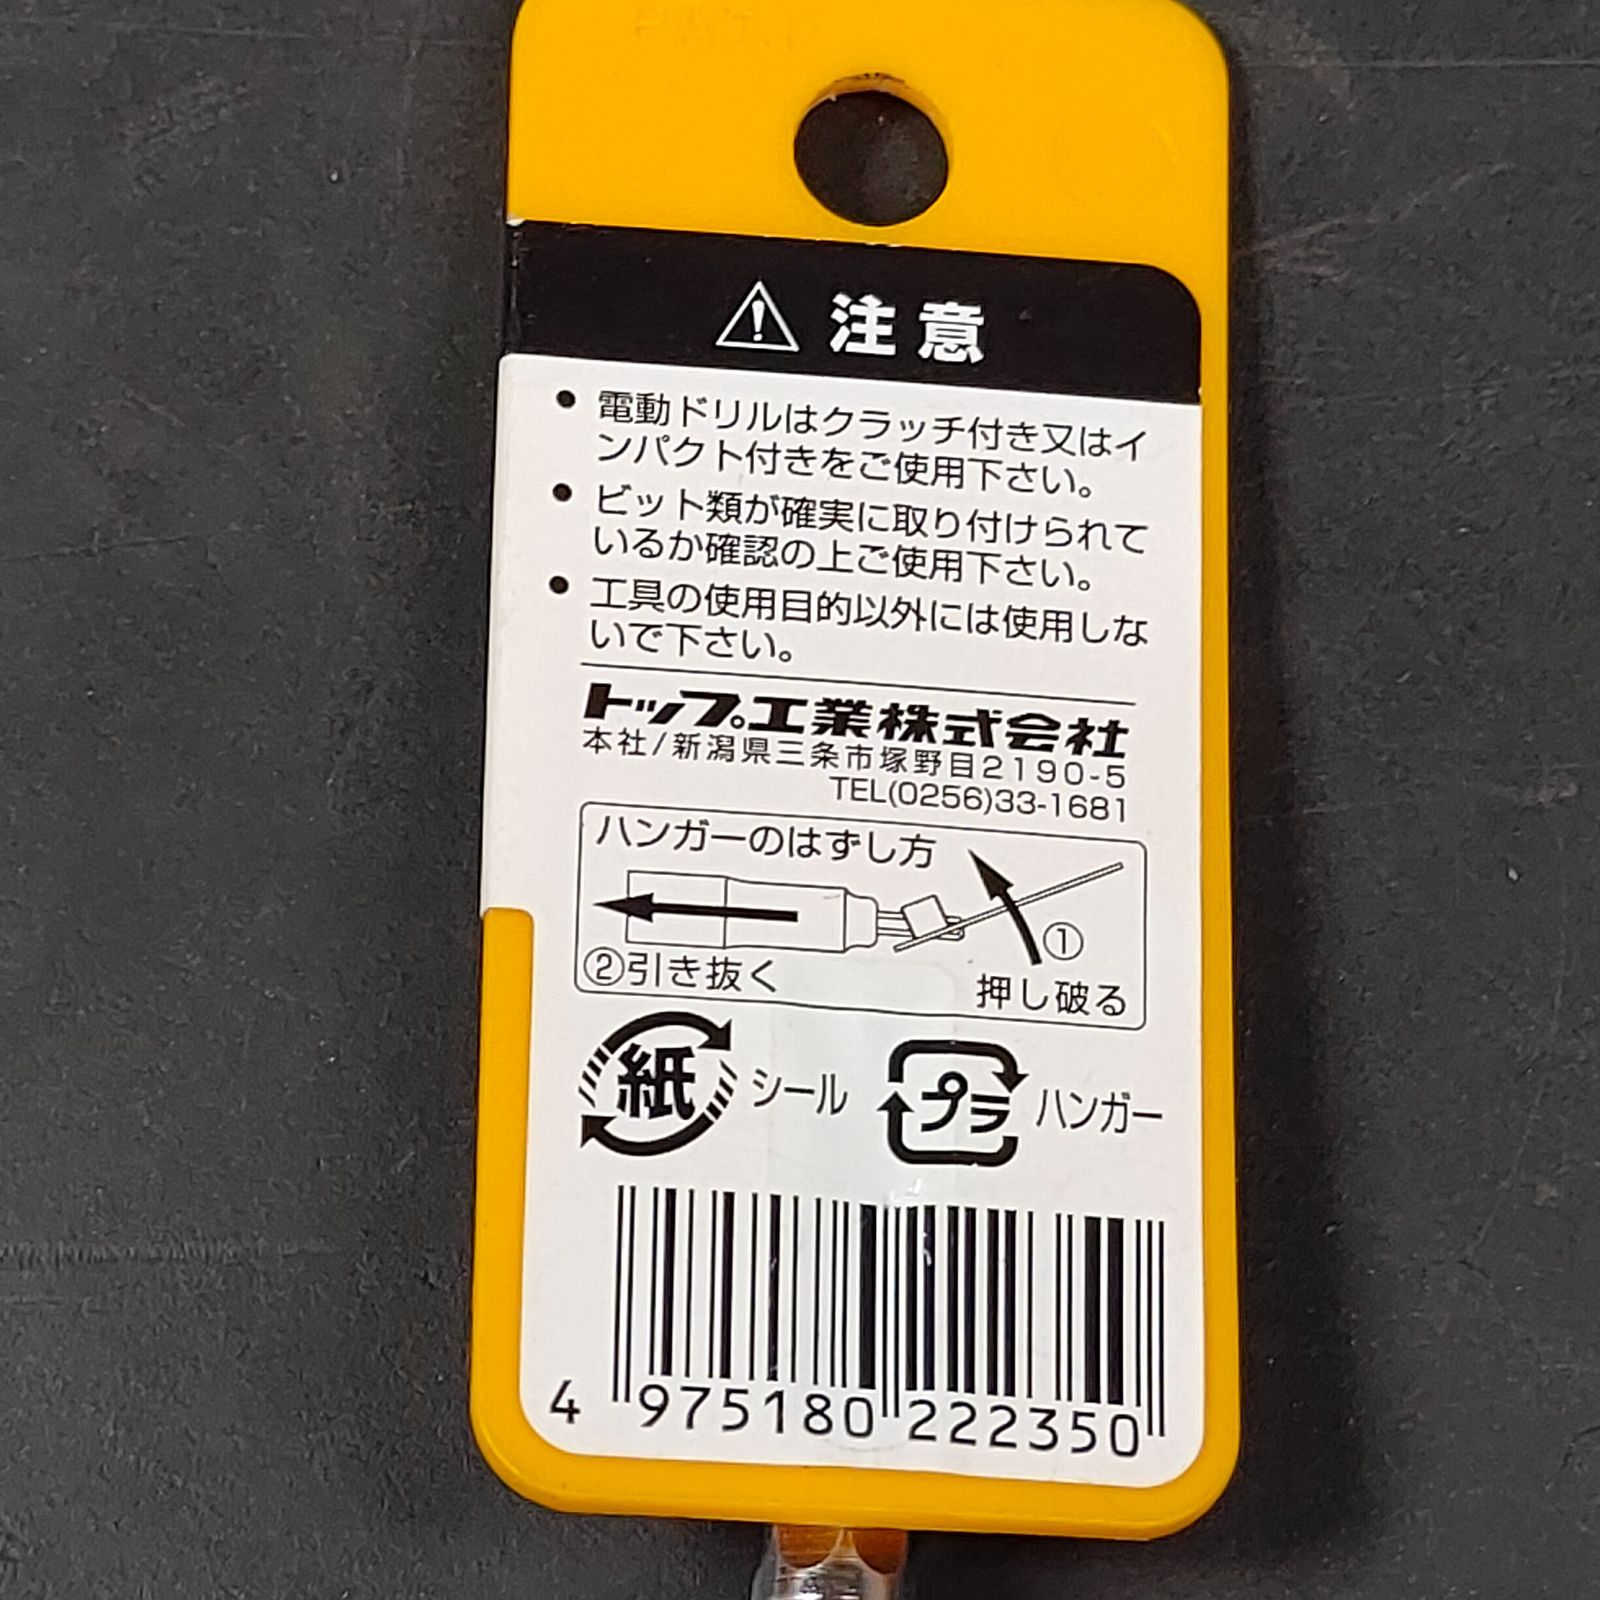 注意
● 電動ドリルはクラッチ付き又はイ
ンパクト付きをご使用下さい。
● ビット類が確実に取り付けられて
いるか確認の上ご使用下さい。
● 工具の使用目的以外には使用しな
いで下さい。
トップ工業株式会社
本社/新潟県三条市塚野目2190-5
TEL(0256)33-1681
ハンガーのはずし方
①
②引き抜く
押し破る
紙 シール プラ ハンガー
4 975180 222350